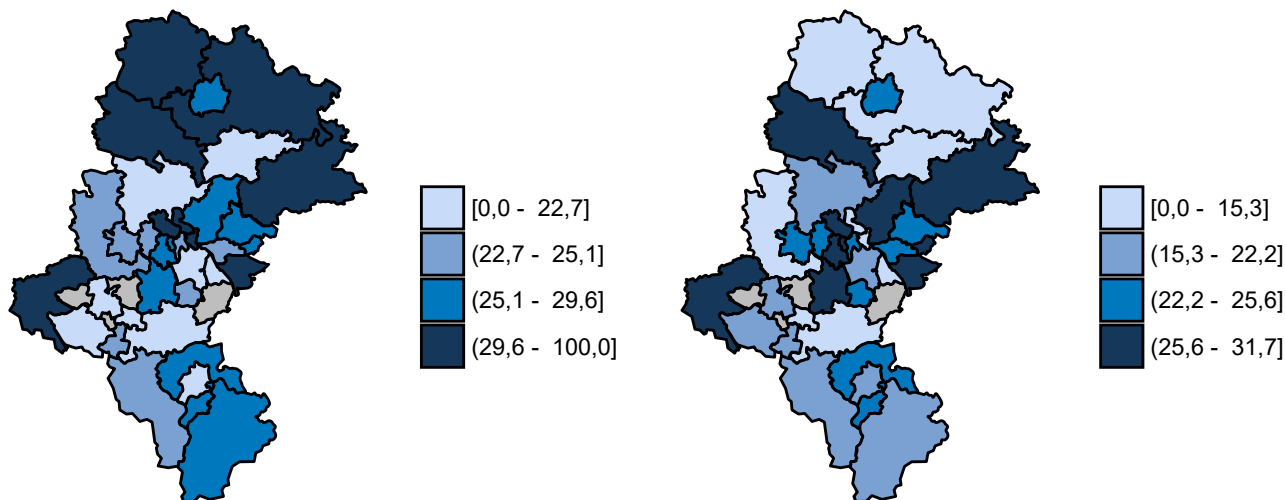 [0,0 - 22,7]
(22,7 - 25,1]
(25,1 - 29,6]
(29,6 - 100,0]
[0,0 - 15,3]
(15,3 - 22,2]
(22,2 - 25,6]
(25,6 - 31,7]